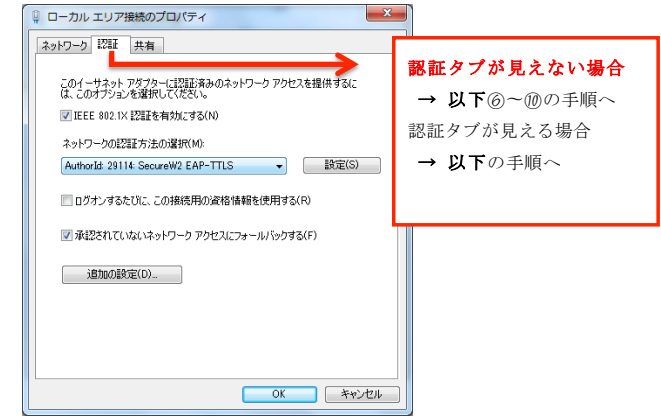 ローカル エリア接続のプロパティ
ネットワーク 認証 共有
このイーサネット アダプターに認証済みのネットワーク アクセスを提供するに
は、このオプションを選択してください。
IEEE 802.1X 認証を有効にする(N)
ネットワークの認証方法の選択(M):
AuthorId: 29114: SecureW2 EAP-TTLS 設定(S)
ログオンするたびに、この接続用の資格情報を使用する(R)
承認されていないネットワーク アクセスにフォールバックする(F)
追加の設定(D)...
OK キャンセル
認証タブが見えない場合
→ 以下⑥～⑩の手順へ
認証タブが見える場合
→ 以下の手順へ